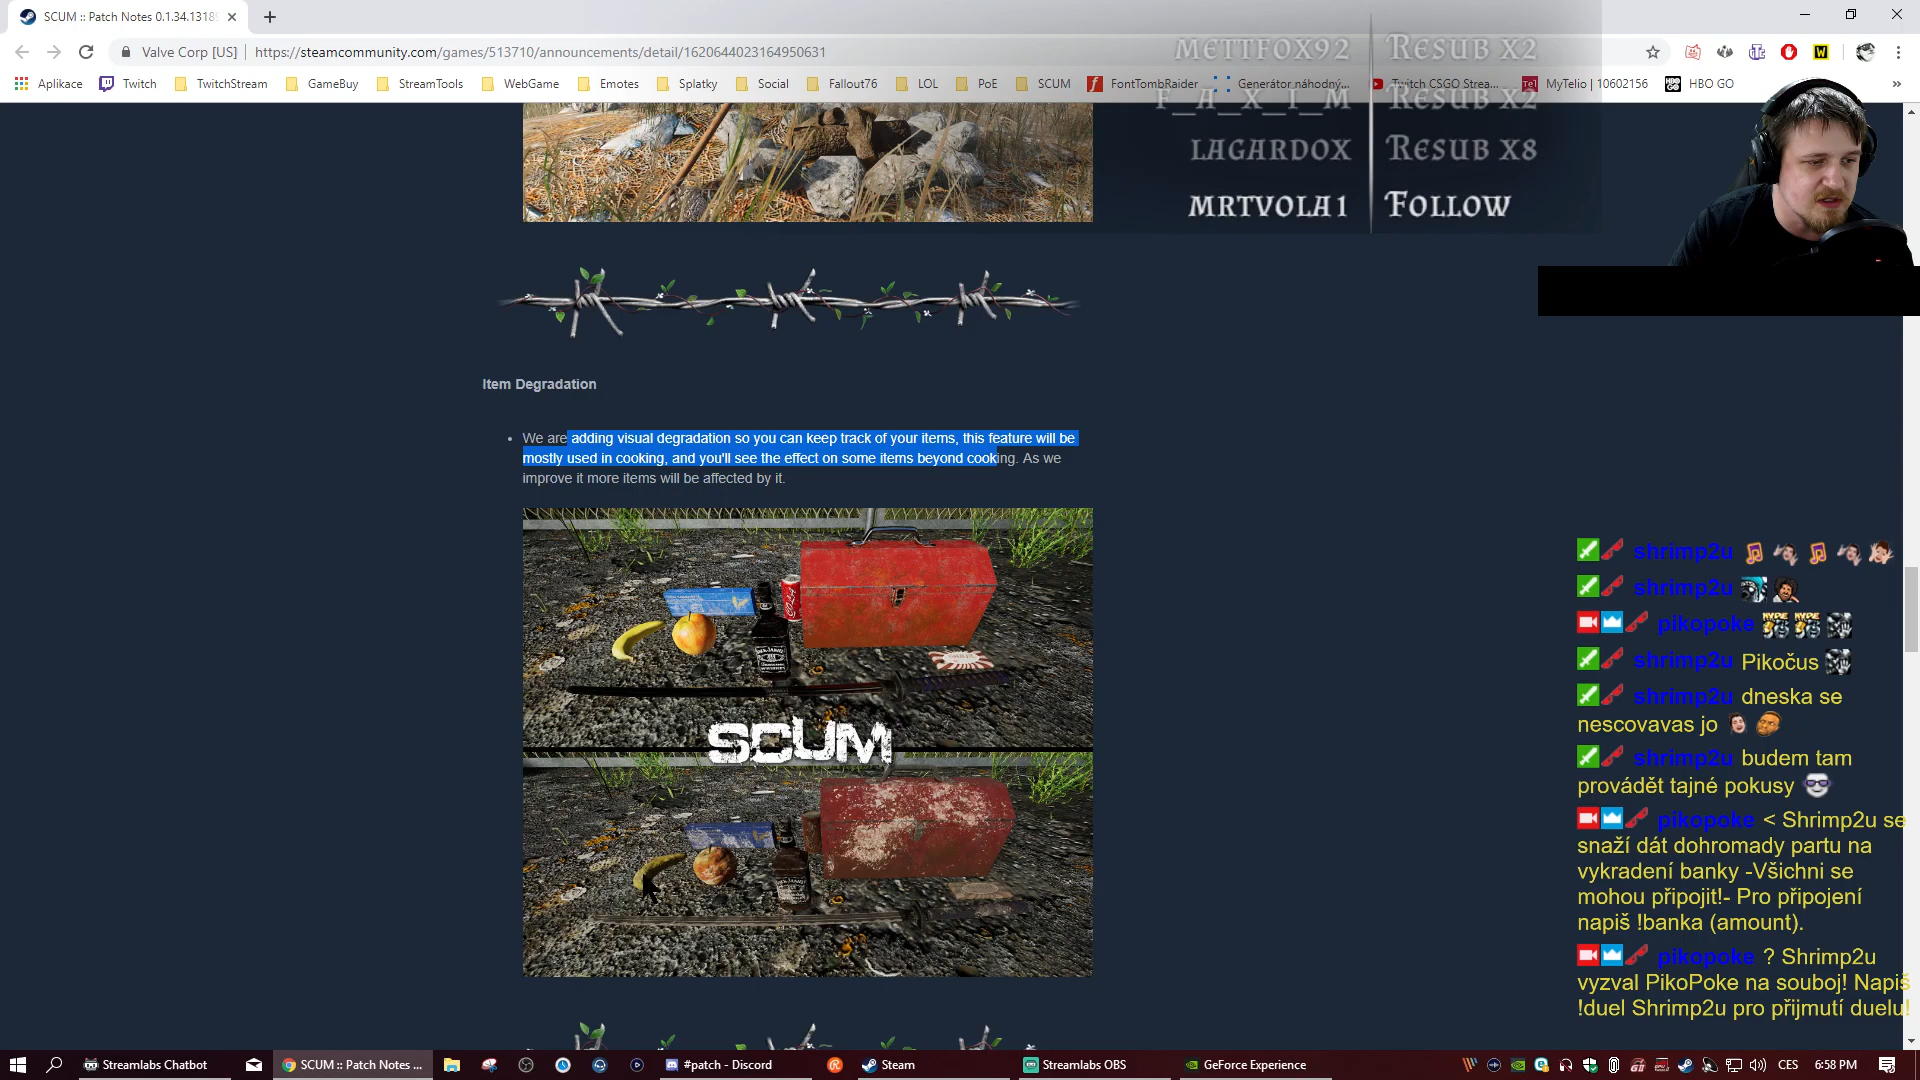 SCUM :: Patch Notes 0.1.34.1318
Valve Corp [US]
https://steamcommunity.com/games/513710/announcements/detail/1620644023164950631
Aplikace
Twitch
TwitchStream
GameBuy
StreamTools
WebGame
Emotes
Splatky
Social
Fallout76
LOL
PoE
SCUM
FontTombRaider
Generátor náhodný...
Twitch CSGO Strea...
MyTelio | 10602156
HBO GO
»
METTFOX92 RESUB X2
F_A_X_I_M RESUB X2
LAGARDOX RESUB X8
MRTVOLA1 FOLLOW
Item Degradation
• We are adding visual degradation so you can keep track of your items, this feature will be
mostly used in cooking, and you'll see the effect on some items beyond cooking. As we
improve it more items will be affected by it.
SCUM
shrimp2u
shrimp2u
pikopoke
shrimp2u Pikočus
shrimp2u dneska se
nescovavas jo
shrimp2u budem tam
provádět tajné pokusy
pikopoke < Shrimp2u se
snaží dát dohromady partu na
vykradení banky -Všichni se
mohou připojit!- Pro připojení
napiš !banka (amount).
pikopoke ? Shrimp2u
vyzval PikoPoke na souboj! Napiš
!duel Shrimp2u pro přijmutí duelu!
Streamlabs Chatbot
SCUM :: Patch Notes ...
#patch - Discord
Steam
Streamlabs OBS
GeForce Experience
CES
6:58 PM